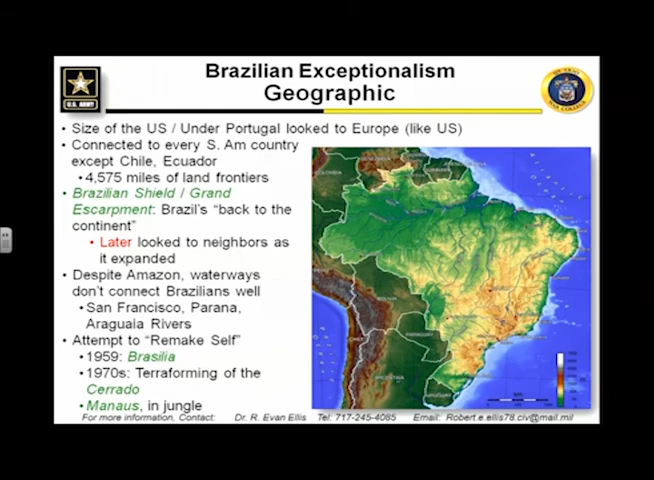 Brazilian Exceptionalism
Geographic
U.S. ARMY
• Size of the US / Under Portugal looked to Europe (like US)
• Connected to every S. Am country
except Chile, Ecuador
• 4,575 miles of land frontiers
• Brazilian Shield / Grand
Escarpment: Brazil's "back to the
continent"
• Later looked to neighbors as
it expanded
• Despite Amazon, waterways
don't connect Brazilians well
• San Francisco, Parana,
Araguaia Rivers
• Attempt to "Remake Self"
• 1959: Brasilia
• 1970s: Terraforming of the
Cerrado
• Manaus, in jungle
For more information, Contact: Dr. R. Evan Ellis Tel: 717-245-4085 Email: Robert.e.ellis78.civ@mail.mil